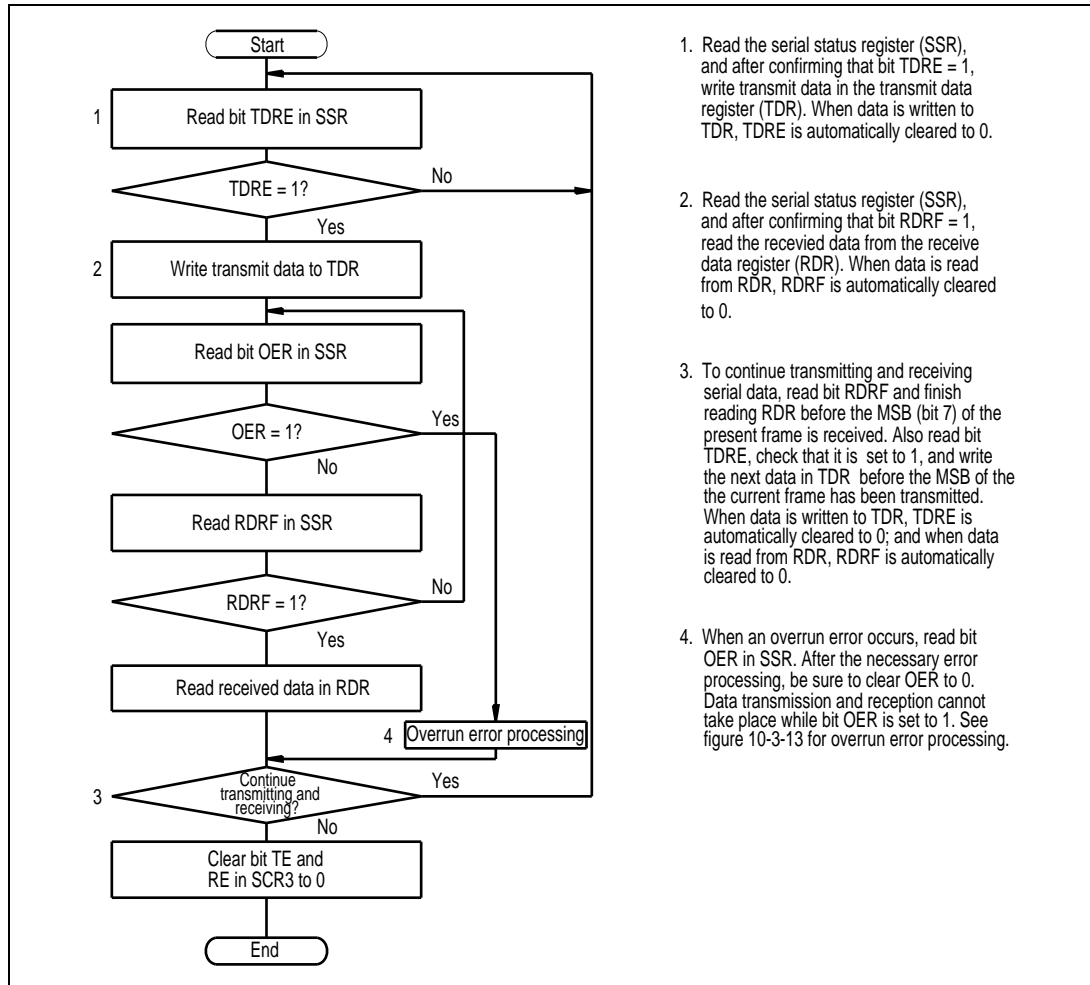 Start
1
Read bit TDRE in SSR
TDRE = 1?
No
Yes
2
Write transmit data to TDR
Read bit OER in SSR
OER = 1?
Yes
No
Read RDRF in SSR
RDRF = 1?
No
Yes
Read received data in RDR
4
Overrun error processing
3
Continue
transmitting and
receiving?
Yes
No
Clear bit TE and
RE in SCR3 to 0
End
1. Read the serial status register (SSR),
and after confirming that bit TDRE = 1,
write transmit data in the transmit data
register (TDR). When data is written to
TDR, TDRE is automatically cleared to 0.
2. Read the serial status register (SSR),
and after confirming that bit RDRF = 1,
read the recevied data from the receive
data register (RDR). When data is read
from RDR, RDRF is automatically cleared
to 0.
3. To continue transmitting and receiving
serial data, read bit RDRF and finish
reading RDR before the MSB (bit 7) of the
present frame is received. Also read bit
TDRE, check that it is set to 1, and write
the next data in TDR before the MSB of the
the current frame has been transmitted.
When data is written to TDR, TDRE is
automatically cleared to 0; and when data
is read from RDR, RDRF is automatically
cleared to 0.
4. When an overrun error occurs, read bit
OER in SSR. After the necessary error
processing, be sure to clear OER to 0.
Data transmission and reception cannot
take place while bit OER is set to 1. See
figure 10-3-13 for overrun error processing.